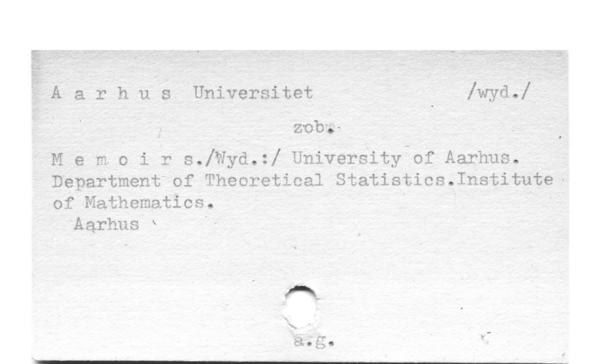 A a r h u s Universitet /wyd./
zob.
M e m o i r s./Wyd.:/ University of Aarhus.
Department of Theoretical Statistics.Institute
of Mathematics.
Aarhus
a.g.